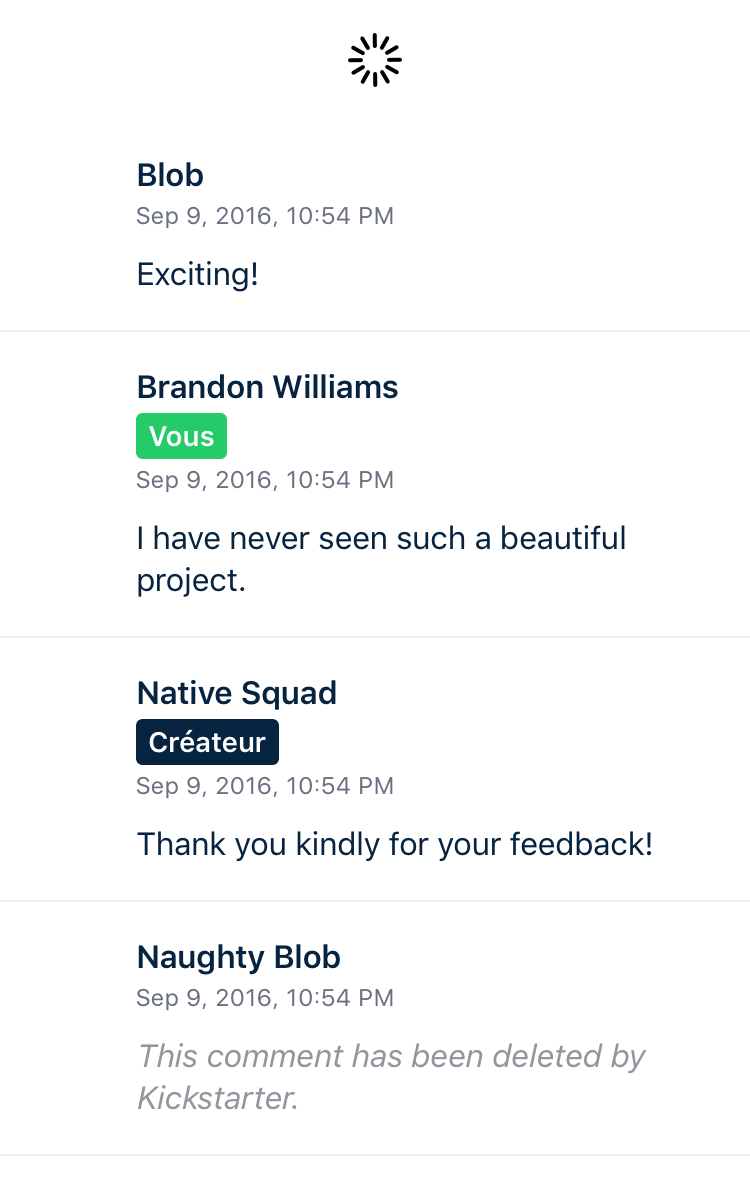 Blob
Sep 9, 2016, 10:54 PM
Exciting!
Brandon Williams
Vous
Sep 9, 2016, 10:54 PM
I have never seen such a beautiful
project.
Native Squad
Créateur
Sep 9, 2016, 10:54 PM
Thank you kindly for your feedback!
Naughty Blob
Sep 9, 2016, 10:54 PM
This comment has been deleted by
Kickstarter.